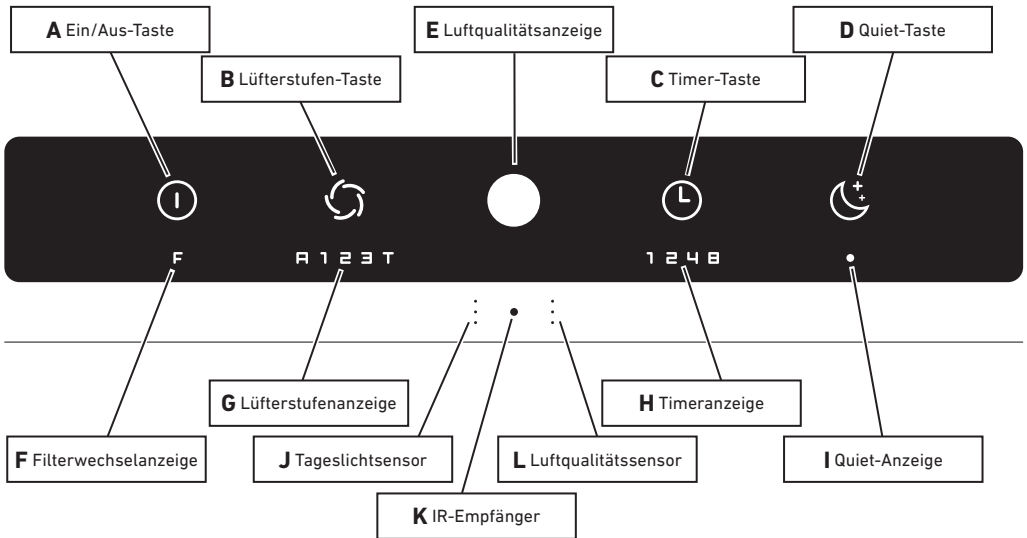 A Ein/Aus-Taste
E Luftqualitätsanzeige
D Quiet-Taste
B Lüfterstufen-Taste
C Timer-Taste
F
A 1 2 3 T
1 2 4 8
G Lüfterstufenanzeige
H Timeranzeige
F Filterwechselanzeige
J Tageslichtsensor
L Luftqualitätssensor
I Quiet-Anzeige
K IR-Empfänger